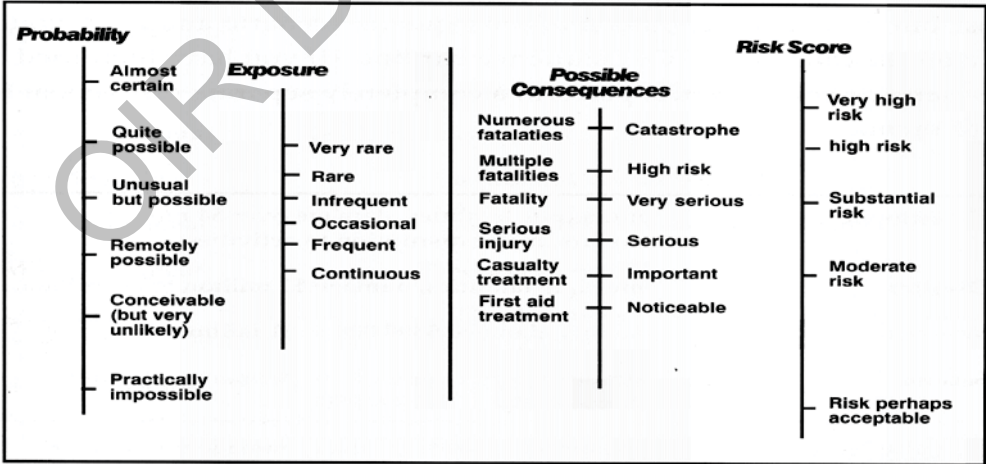 Probability
Almost
certain
Quite
possible
Unusual
but possible
Remotely
possible
Conceivable
(but very
unlikely)
Practically
impossible
Exposure
Very rare
Rare
Infrequent
Occasional
Frequent
Continuous
Possible
Consequences
Numerous
fatalaties
Multiple
fatalities
Fatality
Serious
injury
Casualty
treatment
First aid
treatment
Catastrophe
High risk
Very serious
Serious
Important
Noticeable
Risk Score
Very high
risk
high risk
Substantial
risk
Moderate
risk
Risk perhaps
acceptable
OIR